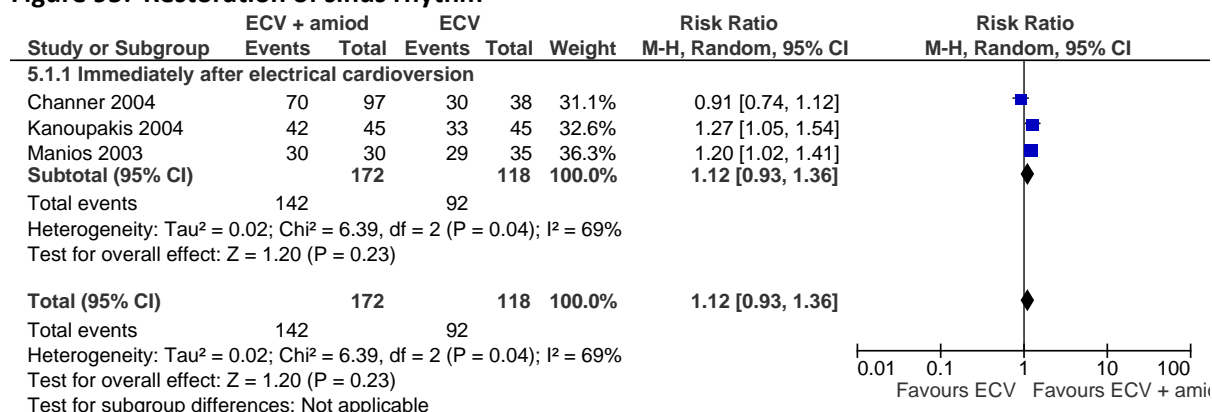 Figure 93: Restoration of sinus rhythm
ECV + amiod ECV Risk Ratio Risk Ratio
Study or Subgroup Events Total Events Total Weight M-H, Random, 95% CI M-H, Random, 95% CI
5.1.1 Immediately after electrical cardioversion
Channer 2004 70 97 30 38 31.1% 0.91 [0.74, 1.12]
Kanoupakis 2004 42 45 33 45 32.6% 1.27 [1.05, 1.54]
Manios 2003 30 30 29 35 36.3% 1.20 [1.02, 1.41]
Subtotal (95% CI) 172 118 100.0% 1.12 [0.93, 1.36]
Total events 142 92
Heterogeneity: Tau² = 0.02; Chi² = 6.39, df = 2 (P = 0.04); I² = 69%
Test for overall effect: Z = 1.20 (P = 0.23)
Total (95% CI) 172 118 100.0% 1.12 [0.93, 1.36]
Total events 142 92
Heterogeneity: Tau² = 0.02; Chi² = 6.39, df = 2 (P = 0.04); I² = 69%
Test for overall effect: Z = 1.20 (P = 0.23)
Test for subgroup differences: Not applicable
0.01 0.1 1 10 100
Favours ECV Favours ECV + amio